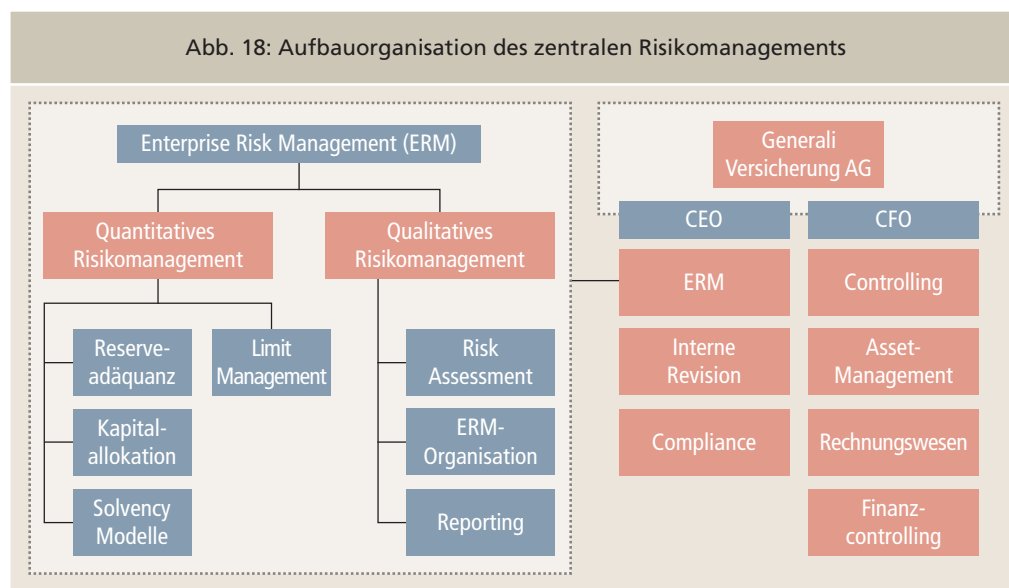 Abb. 18: Aufbauorganisation des zentralen Risikomanagements
Enterprise Risk Management (ERM)
Quantitatives
Risikomanagement
Qualitatives
Risikomanagement
Reserve-
adäquanz
Limit
Management
Kapital-
allokation
Solvency
Modelle
Risk
Assessment
ERM-
Organisation
Reporting
Generali
Versicherung AG
CEO
CFO
ERM
Controlling
Interne
Revision
Asset-
Management
Compliance
Rechnungswesen
Finanz-
controlling